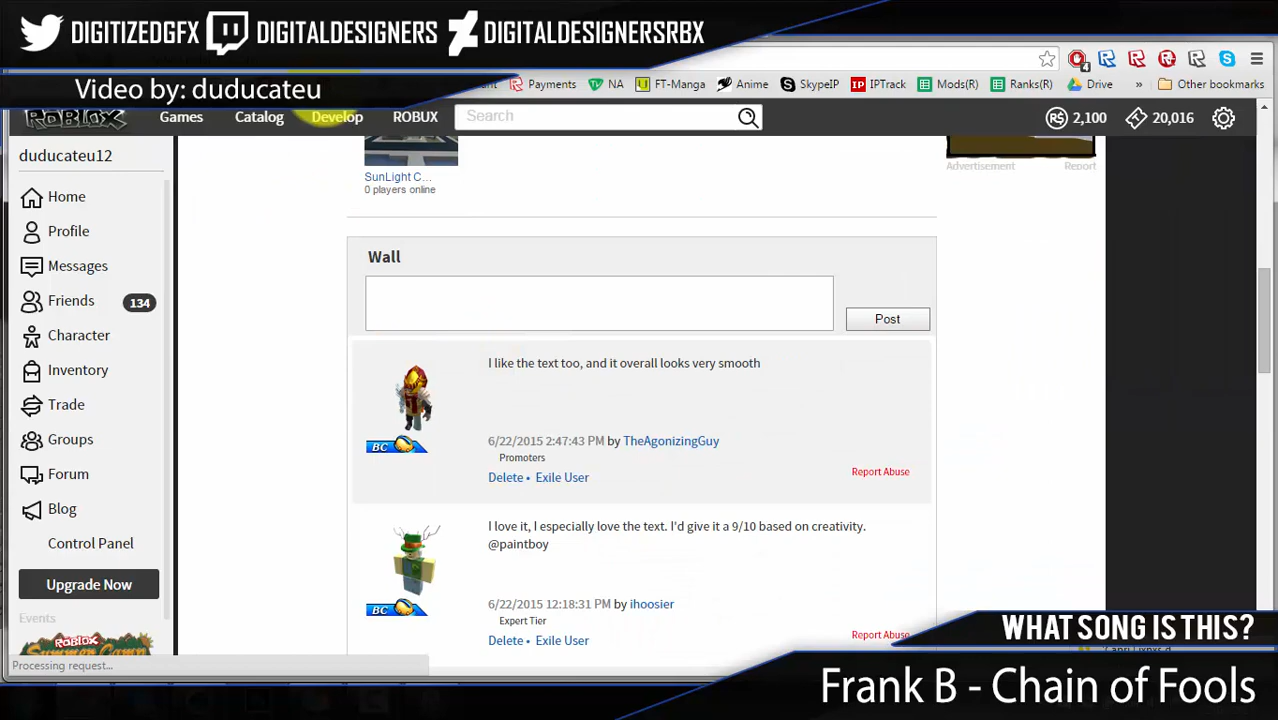 DIGITIZEDGFX DIGITALDESIGNERS DIGITALDESIGNERSRBX
Video by: duducateu
4
Payments NA FT-Manga Anime SkypeIP IP IPTrack Mods(R) Ranks(R) Drive » Other bookmarks
ROBLOX Games Catalog Develop ROBUX Search R$ 2,100 20,016
duducateu12
Home
Profile
Messages
Friends 134
Character
Inventory
Trade
Groups
Forum
Blog
Control Panel
Upgrade Now
Events
ROBLOX
Summer Camp
Processing request...
SunLight C...
0 players online
Advertisement Report
Wall
Post
I like the text too, and it overall looks very smooth
BC
6/22/2015 2:47:43 PM by TheAgonizingGuy
Promoters
Delete • Exile User
Report Abuse
I love it, I especially love the text. I'd give it a 9/10 based on creativity.
@paintboy
BC
6/22/2015 12:18:31 PM by ihoosier
Expert Tier
Delete • Exile User
Report Abuse
WHAT SONG IS THIS?
Frank B - Chain of Fools